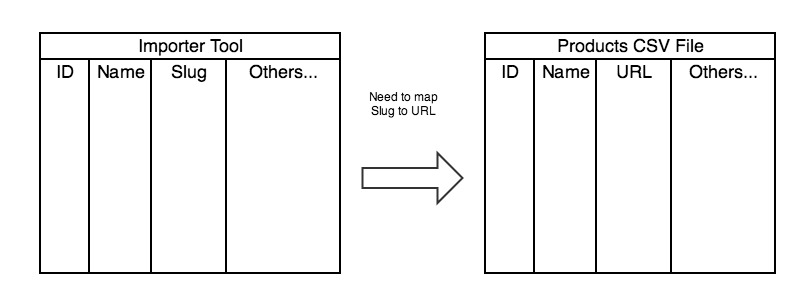 Importer Tool
ID Name Slug Others...
Need to map
Slug to URL
Products CSV File
ID Name URL Others...